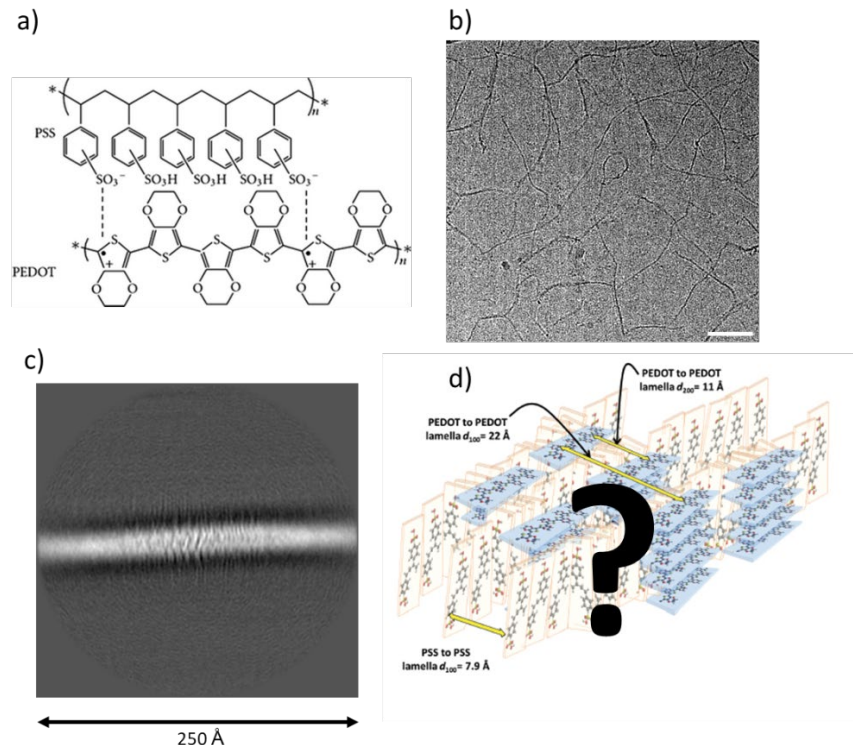 a)
b)
*
*
n
PSS
SO3⁻
SO3H
SO3H
SO3H
SO3⁻
O
O
O
O
O
O
S
S
S
*
*
n
PEDOT
+
S
S
+
S
O
O
O
O
O
O
c)
d)
PEDOT to PEDOT
lamella d200= 11 Å
PEDOT to PEDOT
lamella d100= 22 Å
?
PSS to PSS
lamella d100= 7.9 Å
250 Å